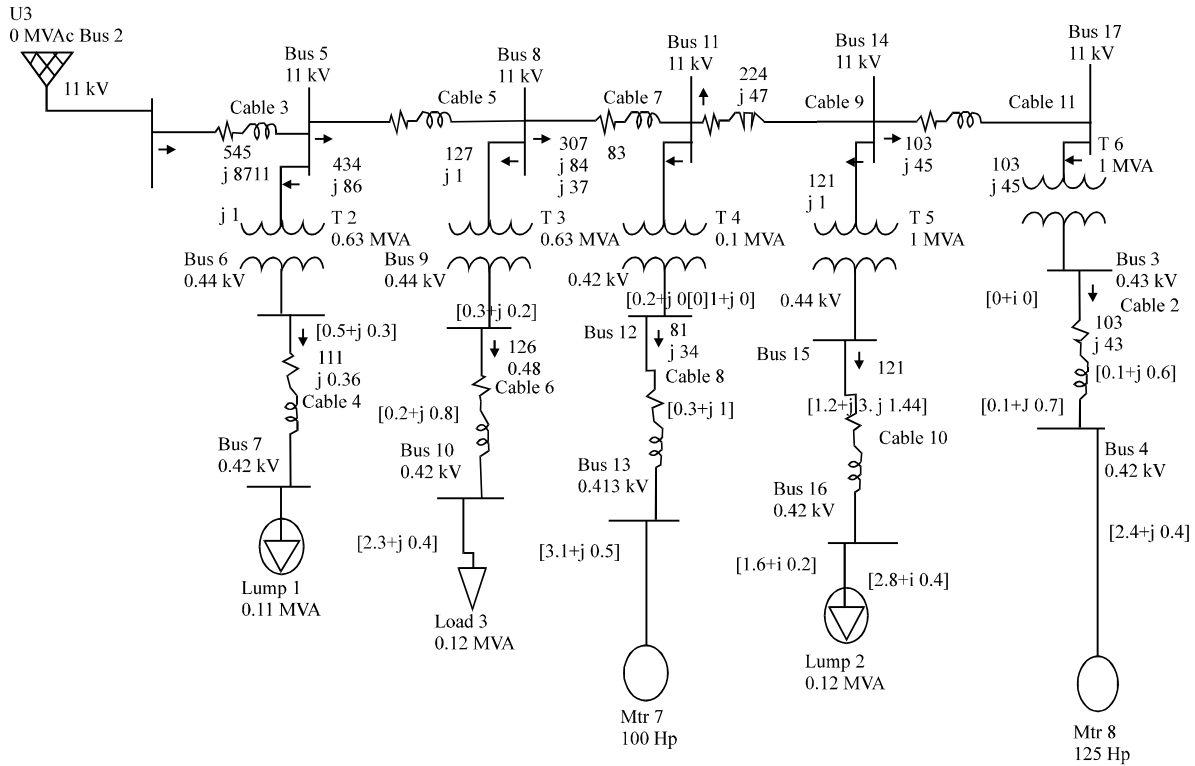 U3
0 MVAc Bus 2
11 kV
Cable 3
545
j 8711
Bus 5
11 kV
434
j 86
j 1
T 2
0.63 MVA
Bus 6
0.44 kV
[0.5+j 0.3]
111
j 0.36
Cable 4
Bus 7
0.42 kV
Lump 1
0.11 MVA
Cable 5
Bus 8
11 kV
127
j 1
307
j 84
j 37
T 3
0.63 MVA
Bus 9
0.44 kV
[0.3+j 0.2]
126
0.48
Cable 6
[0.2+j 0.8]
Bus 10
0.42 kV
[2.3+j 0.4]
Load 3
0.12 MVA
Cable 7
83
Bus 11
11 kV
224
j 47
T 4
0.1 MVA
0.42 kV
[0.2+j 0[0]1+j 0]
Bus 12
81
j 34
Cable 8
[0.3+j 1]
Bus 13
0.413 kV
[3.1+j 0.5]
Mtr 7
100 Hp
Cable 9
Bus 14
11 kV
103
j 45
121
j 1
T 5
1 MVA
0.44 kV
Bus 15
121
[1.2+j 3. j 1.44]
Cable 10
Bus 16
0.42 kV
[1.6+i 0.2]
[2.8+i 0.4]
Lump 2
0.12 MVA
Cable 11
Bus 17
11 kV
103
j 45
T 6
1 MVA
Bus 3
0.43 kV
[0+i 0]
Cable 2
103
j 43
[0.1+j 0.6]
[0.1+J 0.7]
Bus 4
0.42 kV
[2.4+j 0.4]
Mtr 8
125 Hp